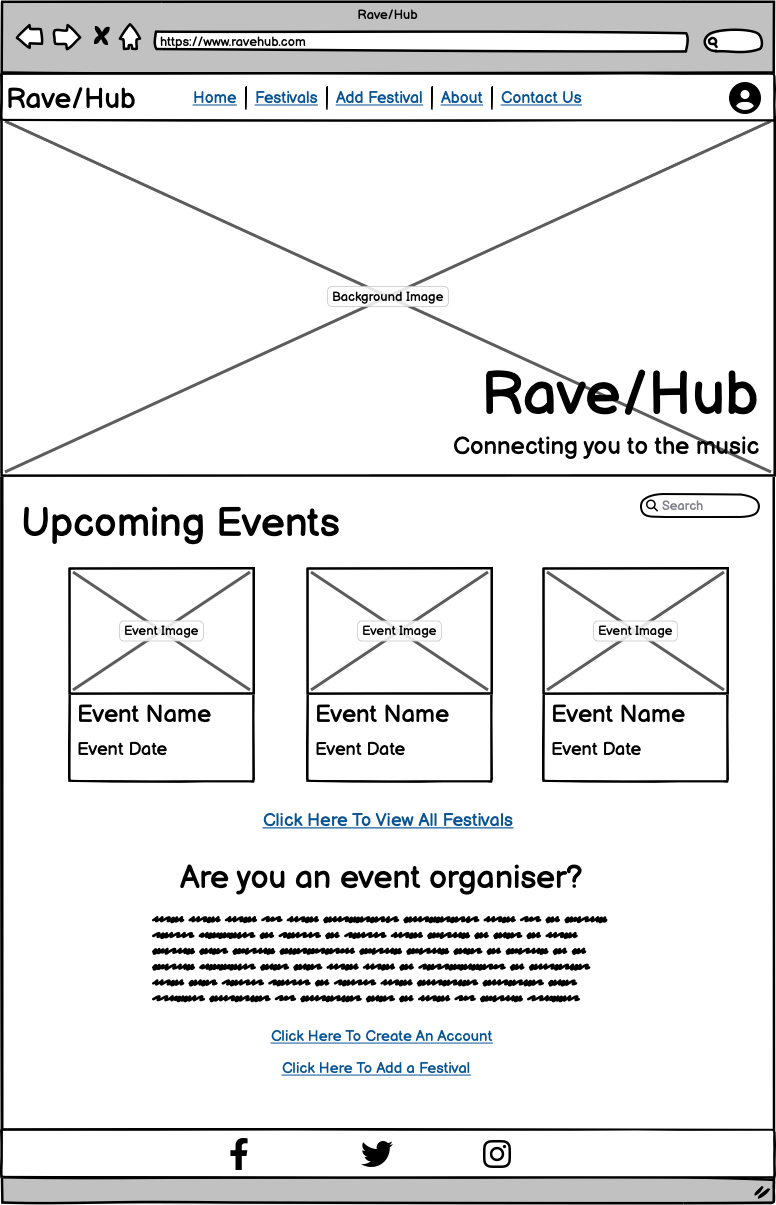 Rave/Hub
https://www.ravehub.com
Rave/Hub
Home Festivals Add Festival About Contact Us
Background Image
Rave/Hub
Connecting you to the music
Search
Upcoming Events
Event Image Event Image Event Image
Event Name Event Name Event Name
Event Date Event Date Event Date
Click Here To View All Festivals
Are you an event organiser?
Click Here To Create An Account
Click Here To Add a Festival